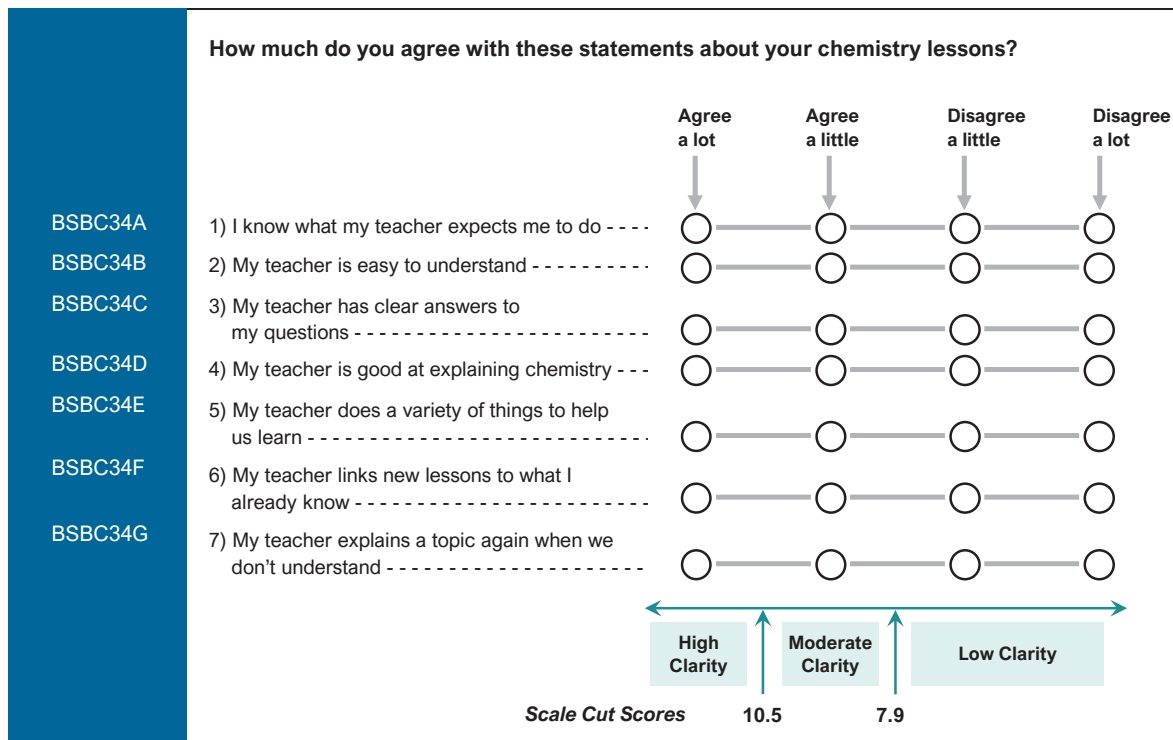 How much do you agree with these statements about your chemistry lessons?
Agree a lot
Agree a little
Disagree a little
Disagree a lot
BSBC34A
1) I know what my teacher expects me to do - - - -
BSBC34B
2) My teacher is easy to understand - - - - - - - - - - -
BSBC34C
3) My teacher has clear answers to
my questions - - - - - - - - - - - - - - - - - - - - - - - - - - -
BSBC34D
4) My teacher is good at explaining chemistry - - -
BSBC34E
5) My teacher does a variety of things to help
us learn - - - - - - - - - - - - - - - - - - - - - - - - - - - - -
BSBC34F
6) My teacher links new lessons to what I
already know - - - - - - - - - - - - - - - - - - - - - - - - -
BSBC34G
7) My teacher explains a topic again when we
don't understand - - - - - - - - - - - - - - - - - - - - - -
High
Clarity
Moderate
Clarity
Low Clarity
Scale Cut Scores 10.5 7.9